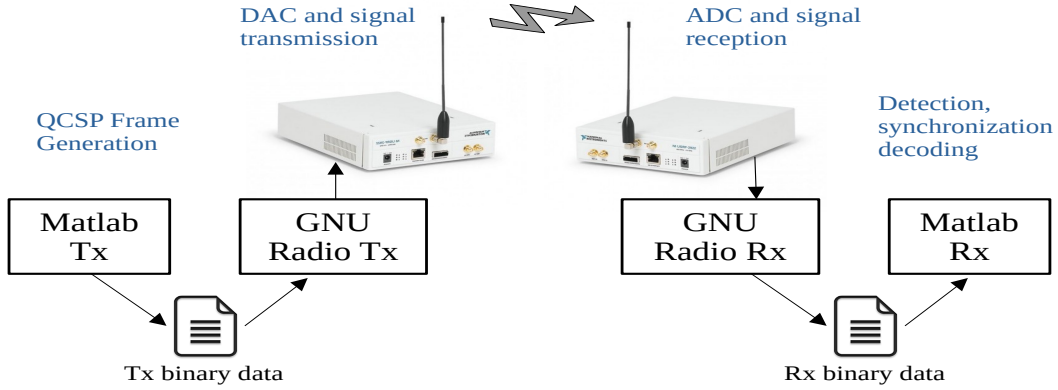 DAC and signal
transmission
ADC and signal
reception
QCSP Frame
Generation
Detection,
synchronization
decoding
Matlab
Tx
GNU
Radio Tx
GNU
Radio Rx
Matlab
Rx
Tx binary data
Rx binary data